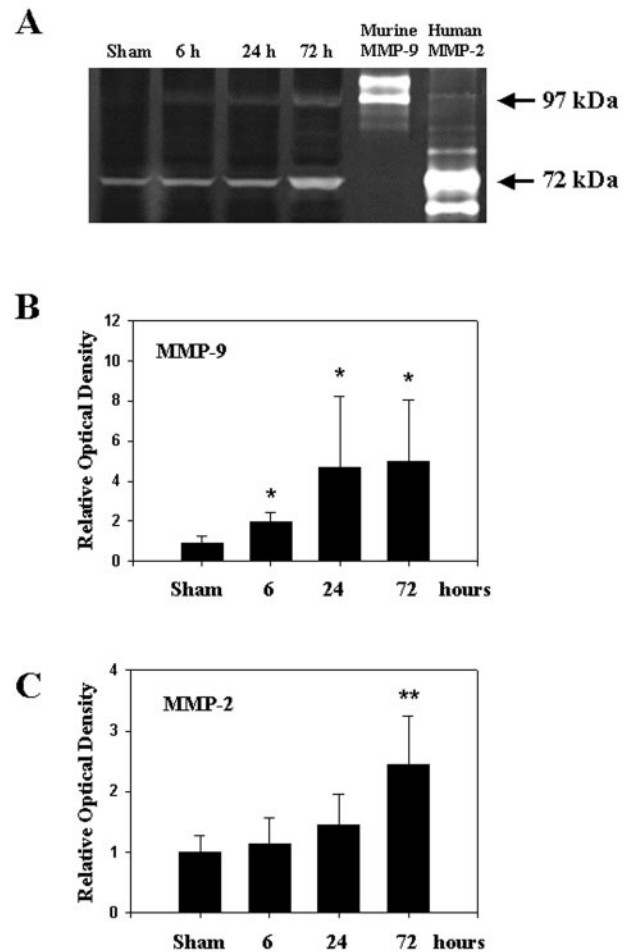 A
Sham 6 h 24 h 72 h Murine MMP-9 Human MMP-2
97 kDa
72 kDa
B
MMP-9
Relative Optical Density
12
10
8
6
4
2
0
*
*
*
Sham 6 24 72 hours
C
MMP-2
Relative Optical Density
4
3
2
1
0
**
Sham 6 24 72 hours